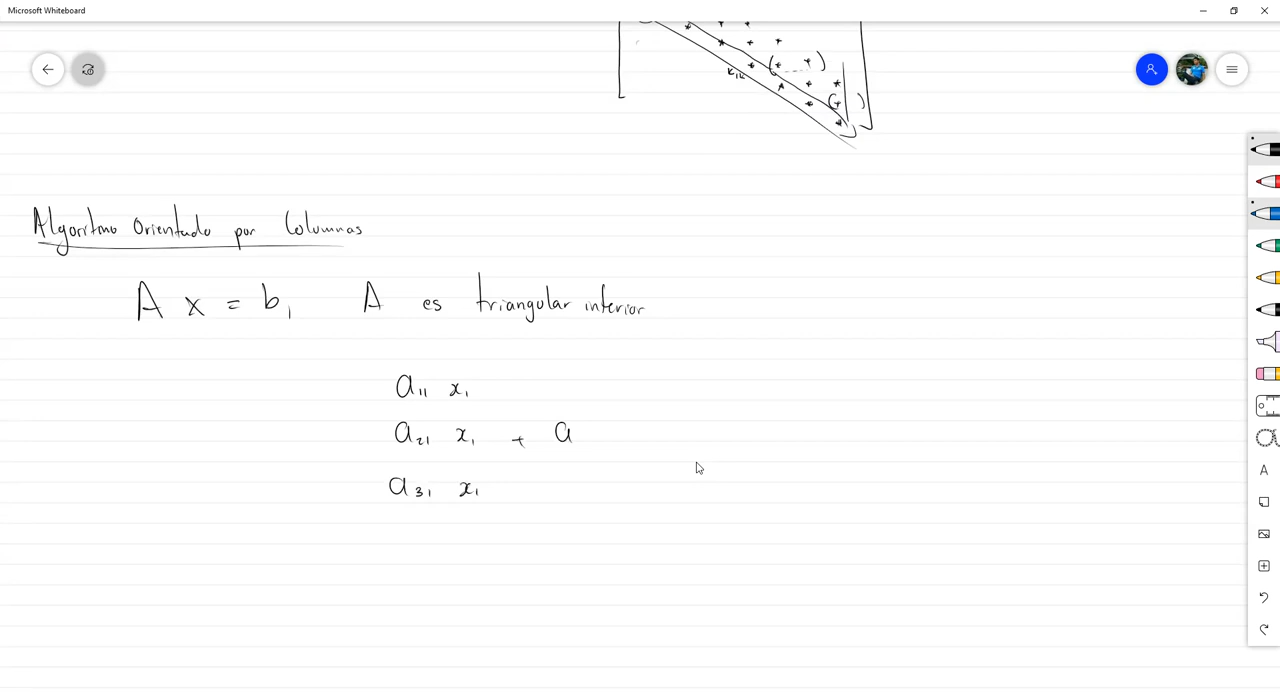 Microsoft Whiteboard
Algoritmo Orientado por Columnas
A x = b, A es triangular inferior
a₁₁ x₁
a₂₁ x₁ + a
a₃₁ x₁
A